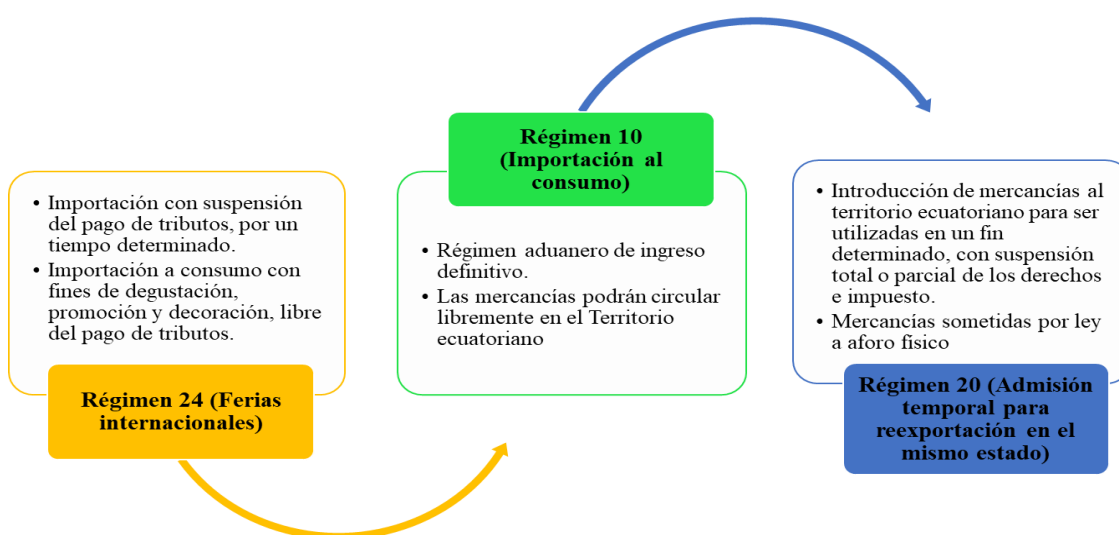 • Importación con suspensión
del pago de tributos, por un
tiempo determinado.
• Importación a consumo con
fines de degustación,
promoción y decoración, libre
del pago de tributos.
Régimen 24 (Ferias
internacionales)
Régimen 10
(Importación al
consumo)
• Régimen aduanero de ingreso
definitivo.
• Las mercancías podrán circular
libremente en el Territorio
ecuatoriano
• Introducción de mercancías al
territorio ecuatoriano para ser
utilizadas en un fin
determinado, con suspensión
total o parcial de los derechos
e impuesto.
• Mercancías sometidas por ley
a aforo físico
Régimen 20 (Admisión
temporal para
reexportación en el
mismo estado)